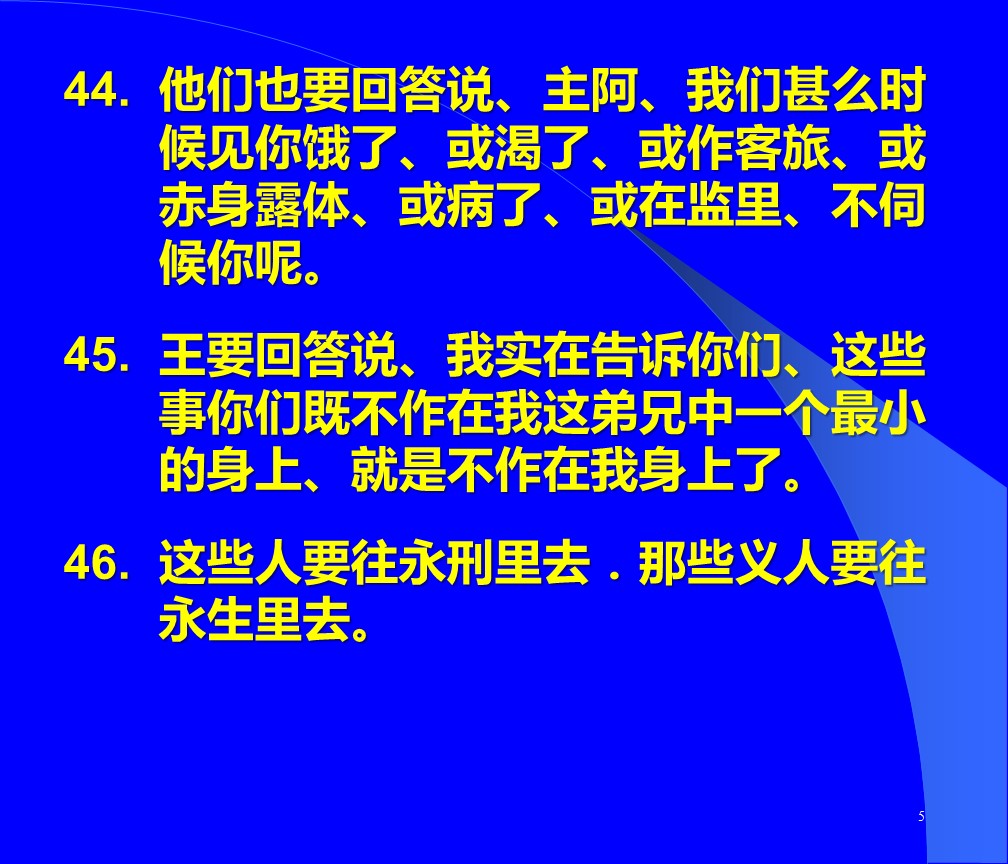 44. 他们也要回答说、主阿、我们甚么时
候见你饿了、或渴了、或作客旅、或
赤身露体、或病了、或在监里、不伺
候你呢。
45. 王要回答说、我实在告诉你们、这些
事你们既不作在我这弟兄中一个最小
的身上、就是不作在我身上了。
46. 这些人要往永刑里去．那些义人要往
永生里去。
5